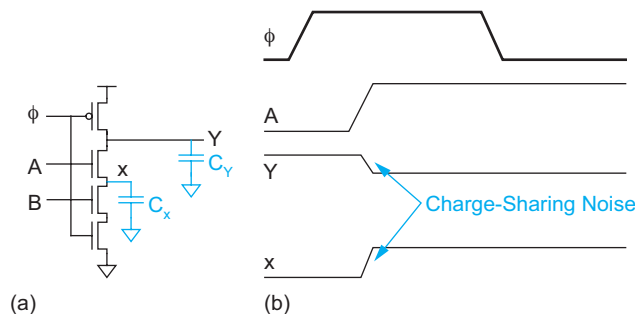 ϕ
A
B
Y
x
C_Y
C_x
(a)
ϕ
A
Y
Charge-Sharing Noise
x
(b)